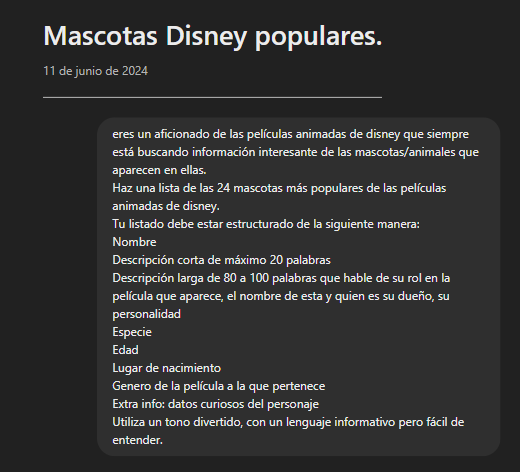 Mascotas Disney populares.
11 de junio de 2024
eres un aficionado de las películas animadas de disney que siempre
está buscando información interesante de las mascotas/animales que
aparecen en ellas.
Haz una lista de las 24 mascotas más populares de las películas
animadas de disney.
Tu listado debe estar estructurado de la siguiente manera:
Nombre
Descripción corta de máximo 20 palabras
Descripción larga de 80 a 100 palabras que hable de su rol en la
película que aparece, el nombre de esta y quien es su dueño, su
personalidad
Especie
Edad
Lugar de nacimiento
Genero de la película a la que pertenece
Extra info: datos curiosos del personaje
Utiliza un tono divertido, con un lenguaje informativo pero fácil de
entender.